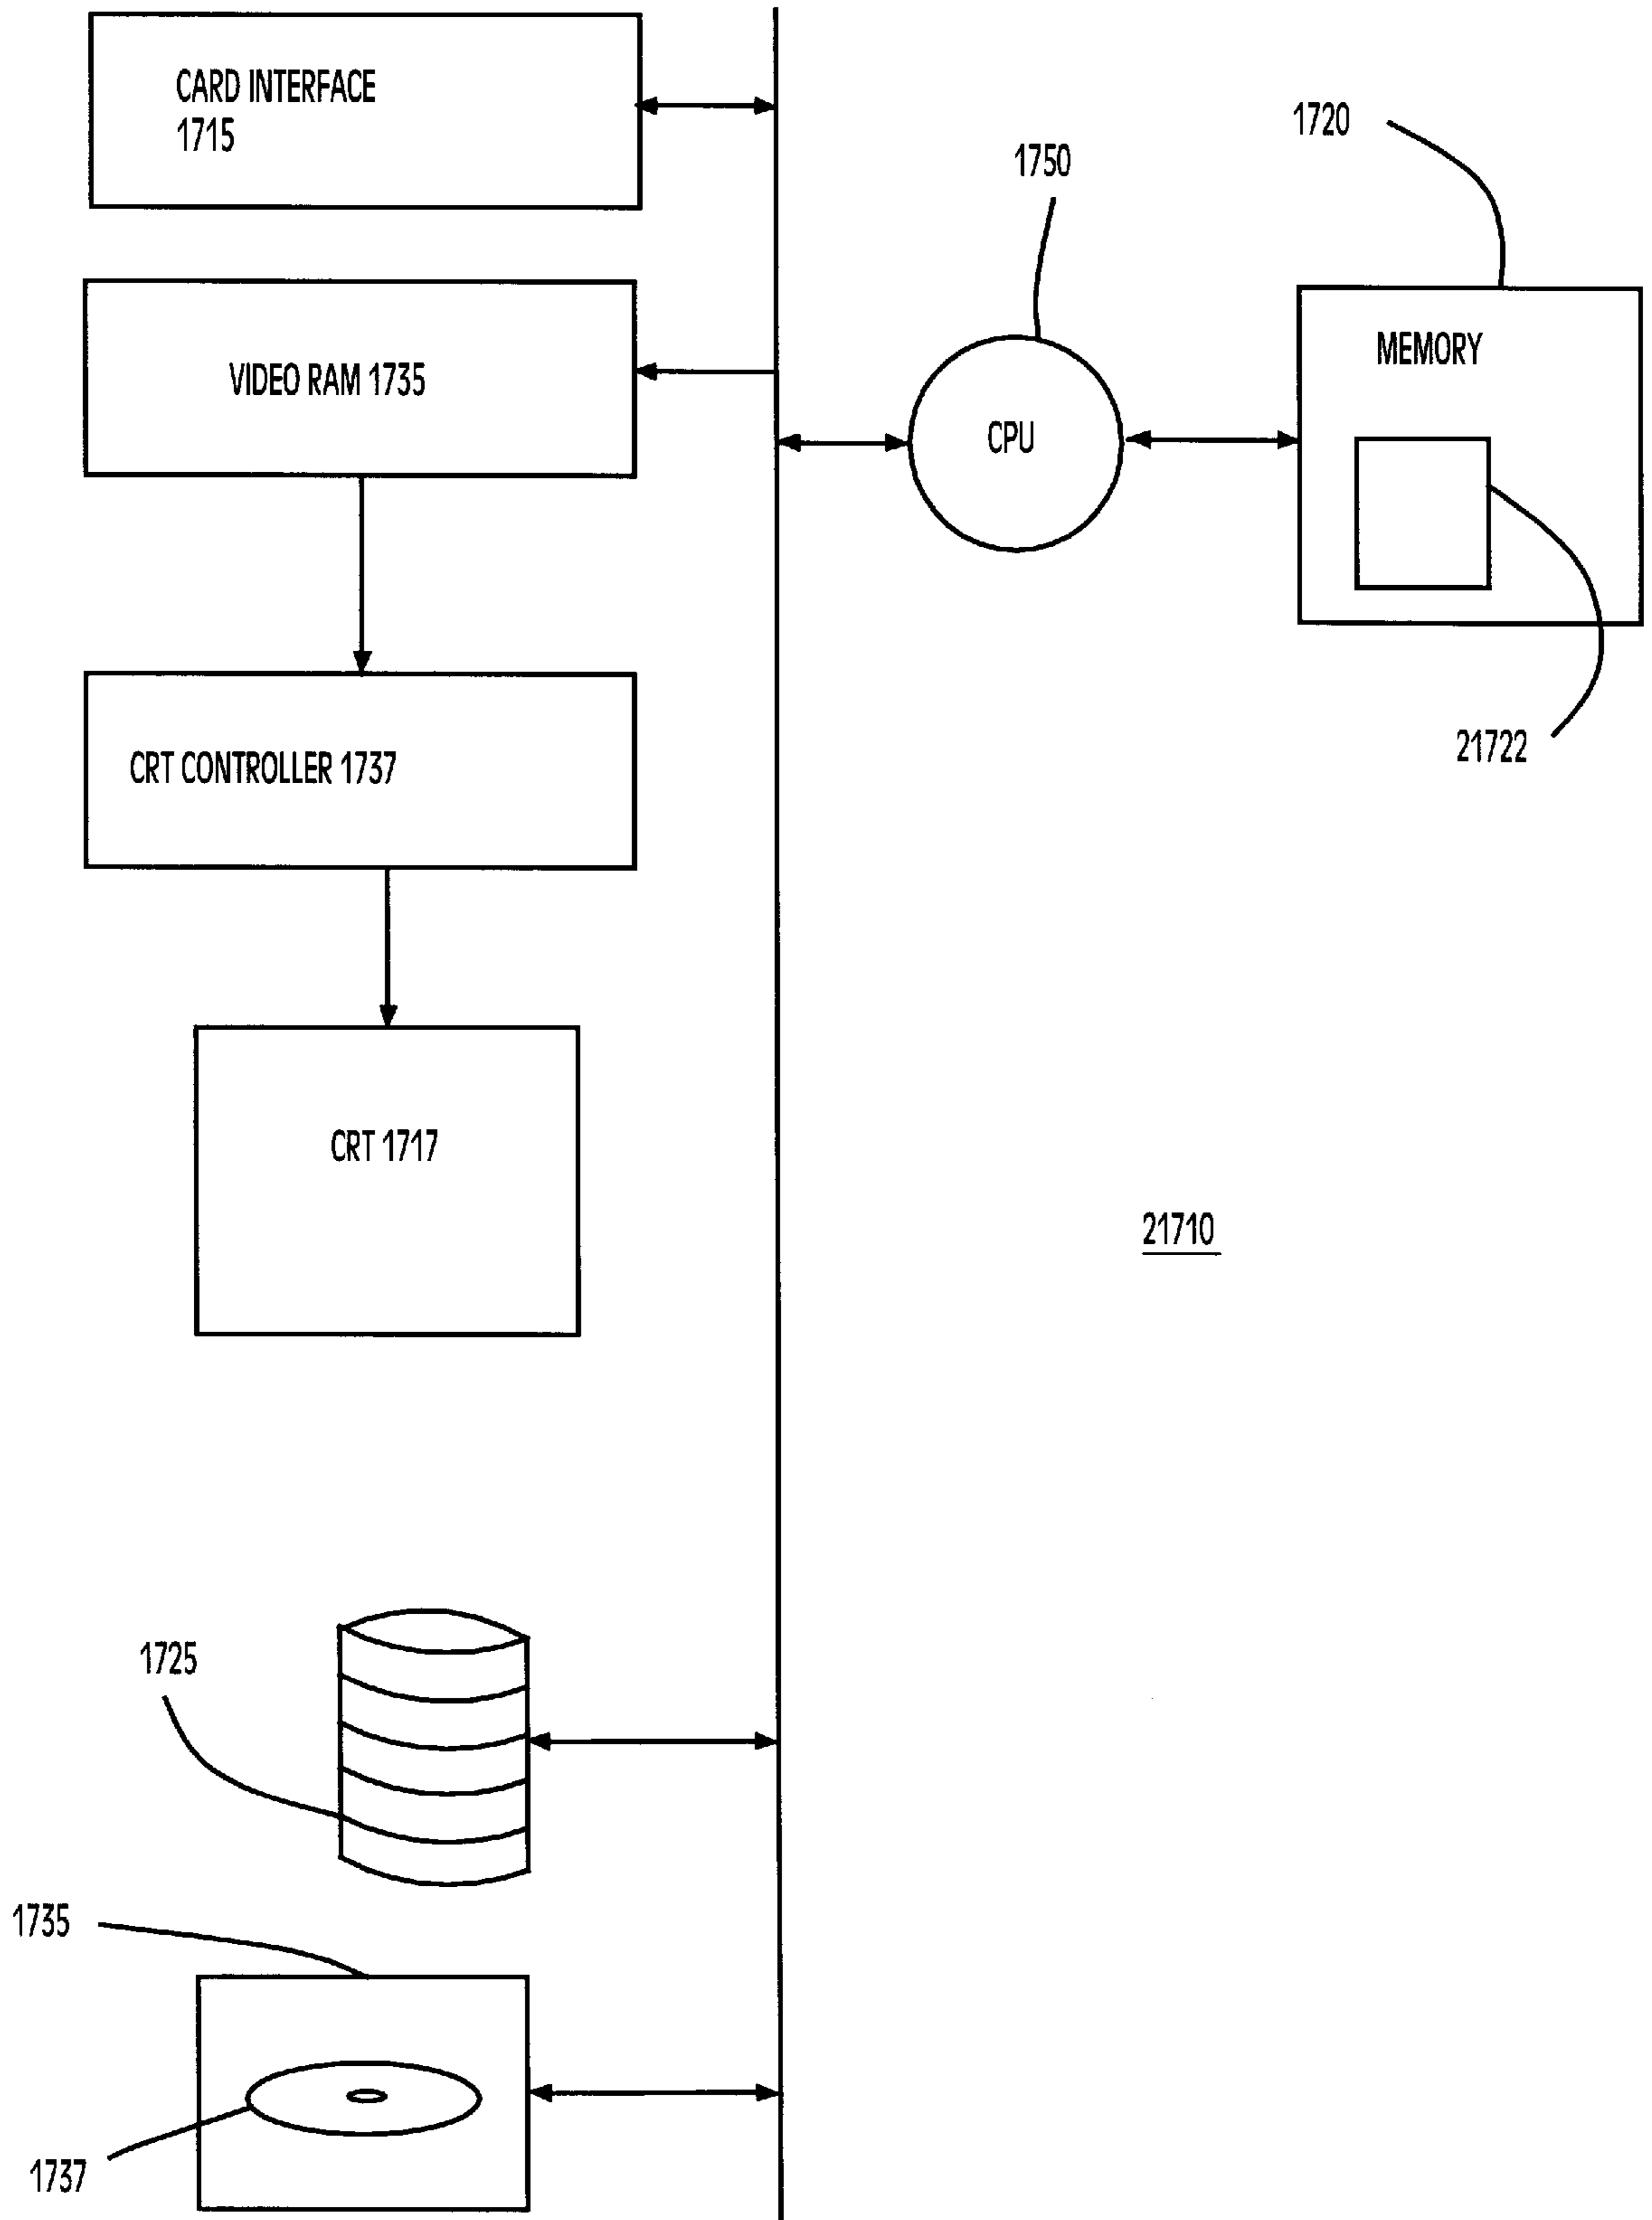 CARD INTERFACE
1715
1720
1750
VIDEO RAM 1735
MEMORY
CPU
CRT CONTROLLER 1737
21722
CRT 1717
21710
1725
1735
1737